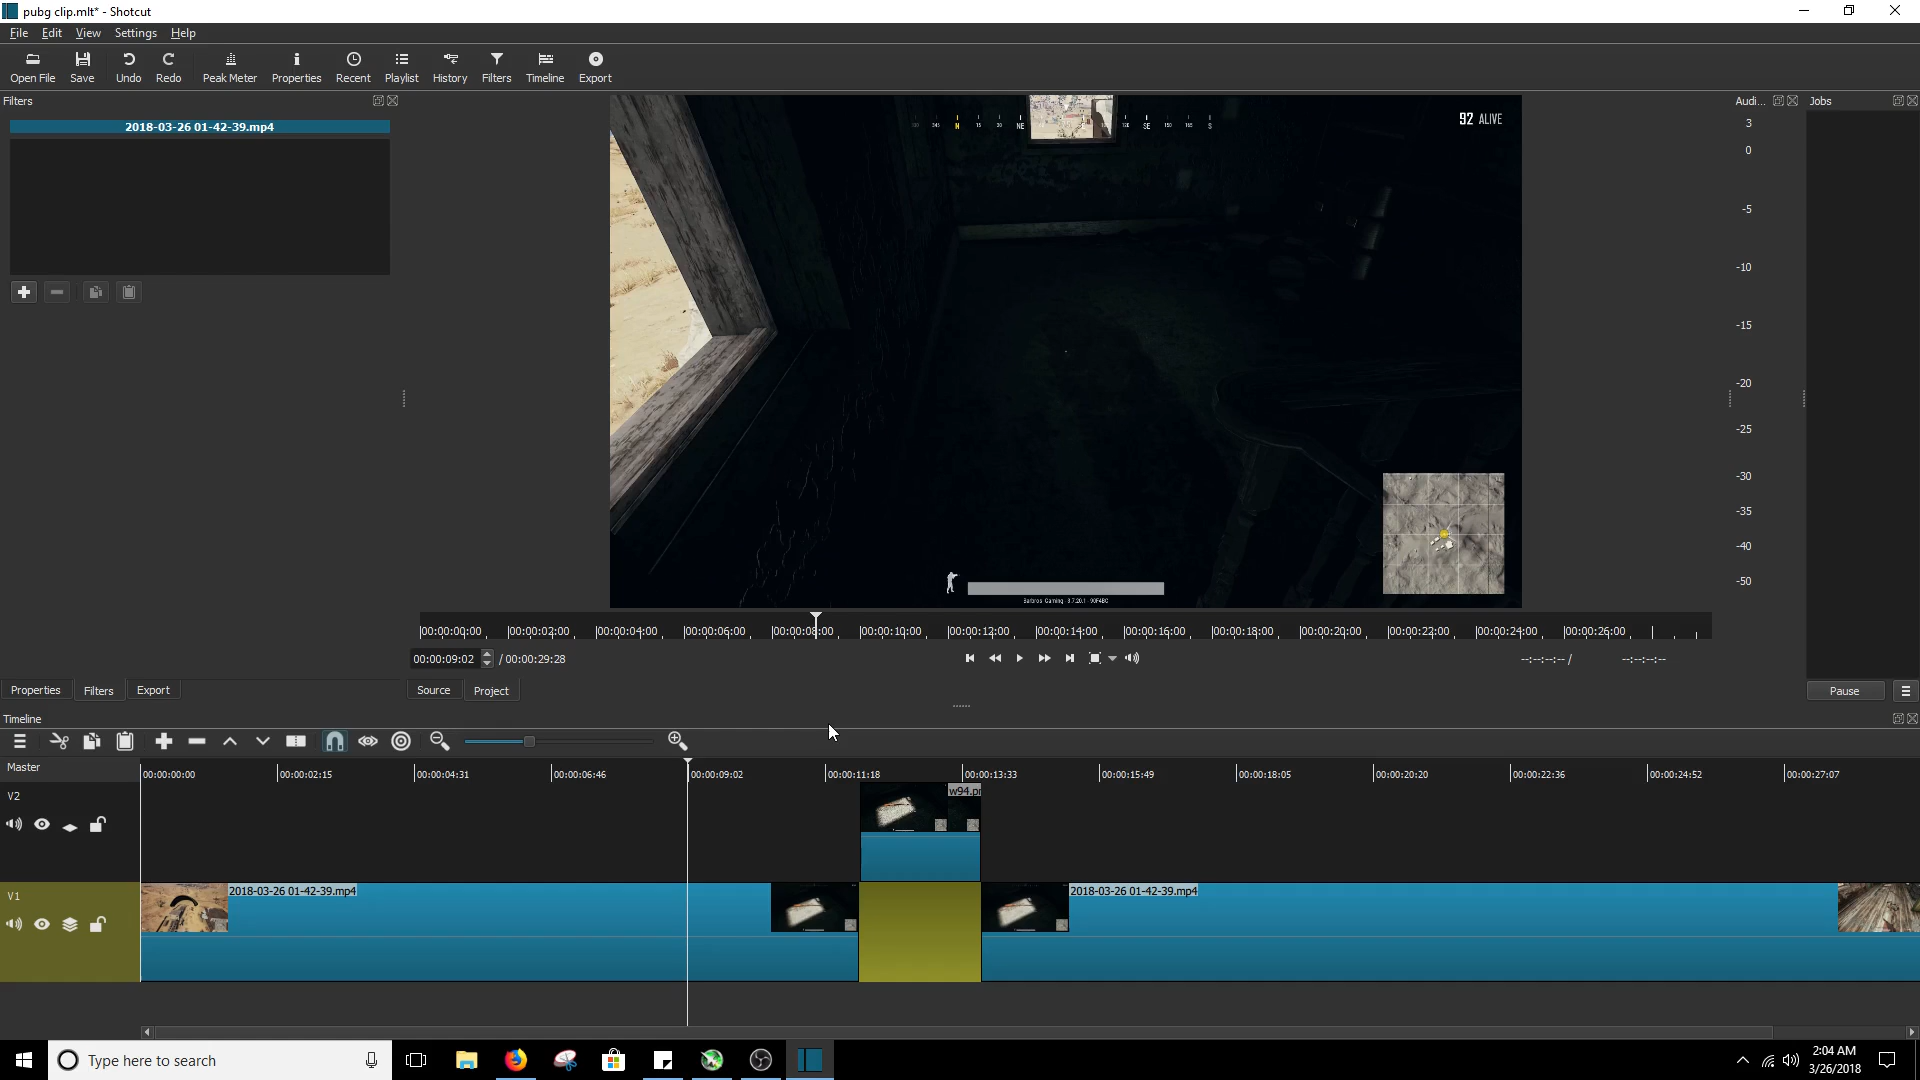 pubg clip.mlt* - Shotcut
File Edit View Settings Help
Open File Save Undo Redo Peak Meter Properties Recent Playlist History Filters Timeline Export
Filters
2018-03-26 01-42-39.mp4
N 15 30 NE 120 SE 150 165 S
92 ALIVE
Audi... Jobs
3
0
-5
-10
-15
-20
-25
-30
-35
-40
-50
00:00:00:00 00:00:02:00 00:00:04:00 00:00:06:00 00:00:08:00 00:00:10:00 00:00:12:00 00:00:14:00 00:00:16:00 00:00:18:00 00:00:20:00 00:00:22:00 00:00:24:00 00:00:26:00
00:00:09:02 / 00:00:29:28 --:--:--:-- / --:--:--:--
Properties Filters Export Source Project Pause
Timeline
Master
00:00:00:00 00:00:02:15 00:00:04:31 00:00:06:46 00:00:09:02 00:00:11:18 00:00:13:33 00:00:15:49 00:00:18:05 00:00:20:20 00:00:22:36 00:00:24:52 00:00:27:07
V2
w94.pn
V1
2018-03-26 01-42-39.mp4 2018-03-26 01-42-39.mp4
Type here to search
2:04 AM
3/26/2018